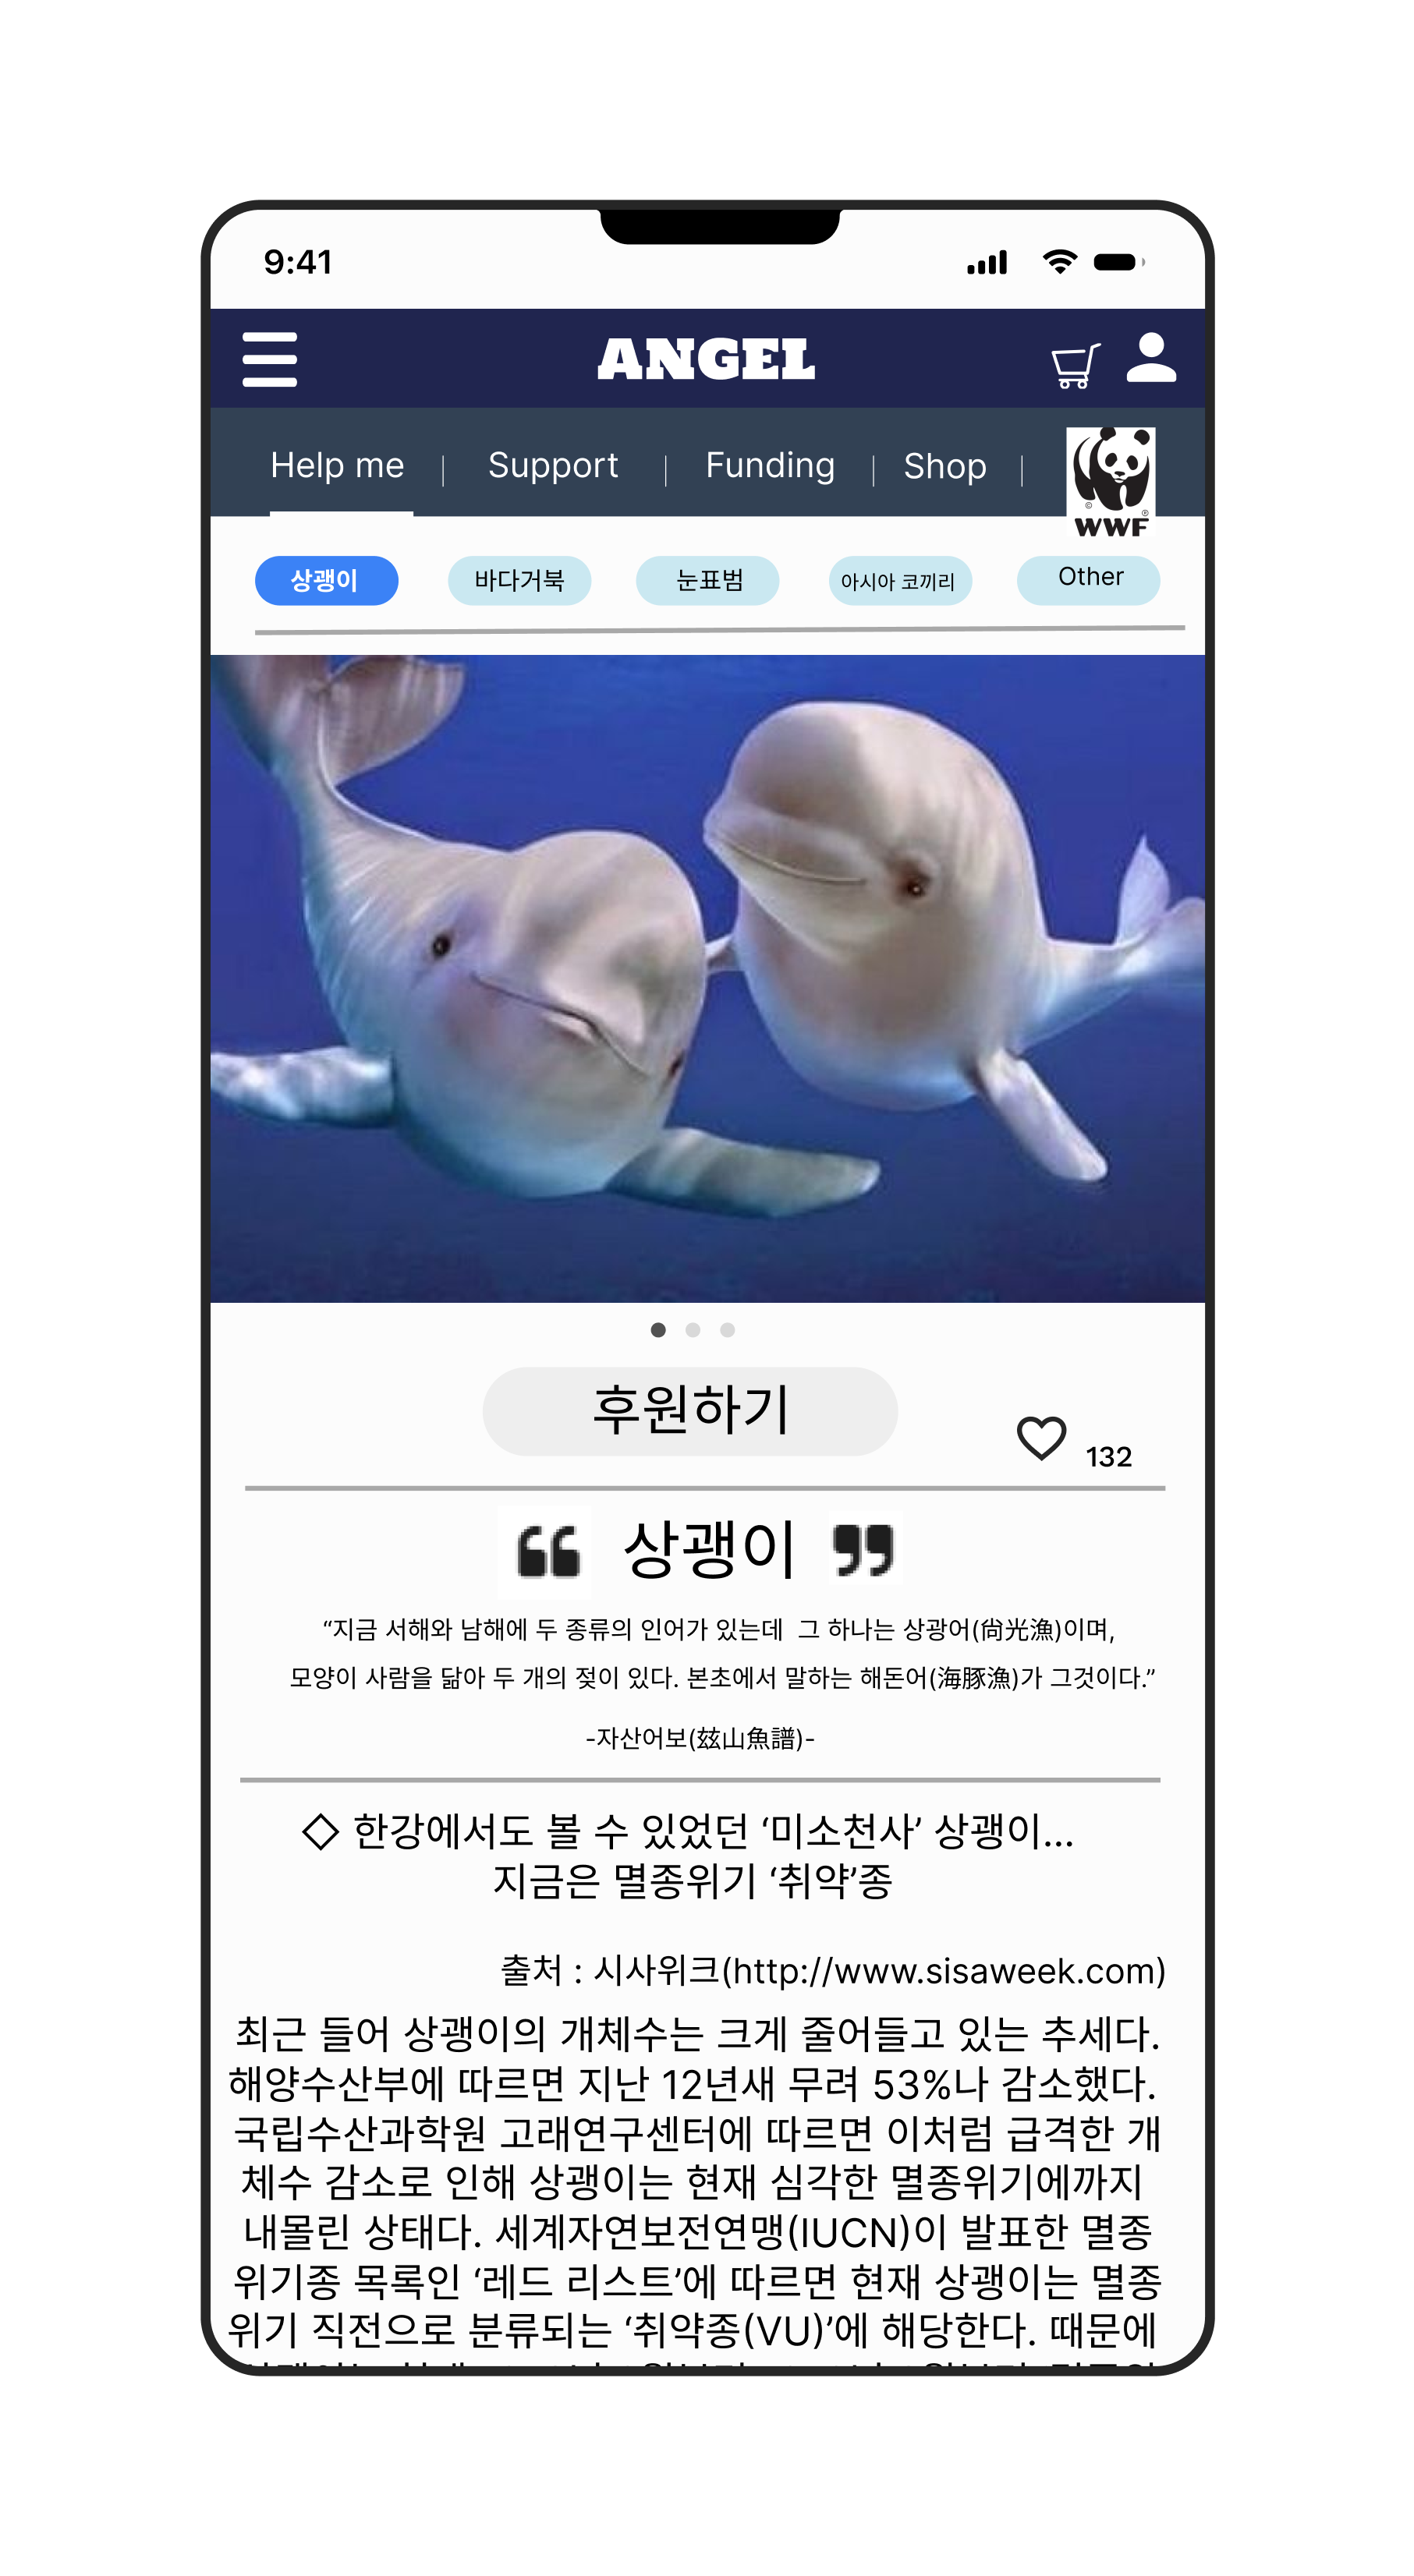 9:41
ANGEL
Help me | Support | Funding | Shop |
© ®
WWF
상괭이 바다거북 눈표범 아시아 코끼리 Other
후원하기
132
❝ 상괭이 ❞
“지금 서해와 남해에 두 종류의 인어가 있는데 그 하나는 상광어(尙光漁)이며,
모양이 사람을 닮아 두 개의 젖이 있다. 본초에서 말하는 해돈어(海豚漁)가 그것이다.”
-자산어보(玆山魚譜)-
◇ 한강에서도 볼 수 있었던 ‘미소천사’ 상괭이...
지금은 멸종위기 ‘취약’종
출처 : 시사위크(http://www.sisaweek.com)
최근 들어 상괭이의 개체수는 크게 줄어들고 있는 추세다.
해양수산부에 따르면 지난 12년새 무려 53%나 감소했다.
국립수산과학원 고래연구센터에 따르면 이처럼 급격한 개
체수 감소로 인해 상괭이는 현재 심각한 멸종위기에까지
내몰린 상태다. 세계자연보전연맹(IUCN)이 발표한 멸종
위기종 목록인 ‘레드 리스트’에 따르면 현재 상괭이는 멸종
위기 직전으로 분류되는 ‘취약종(VU)’에 해당한다. 때문에